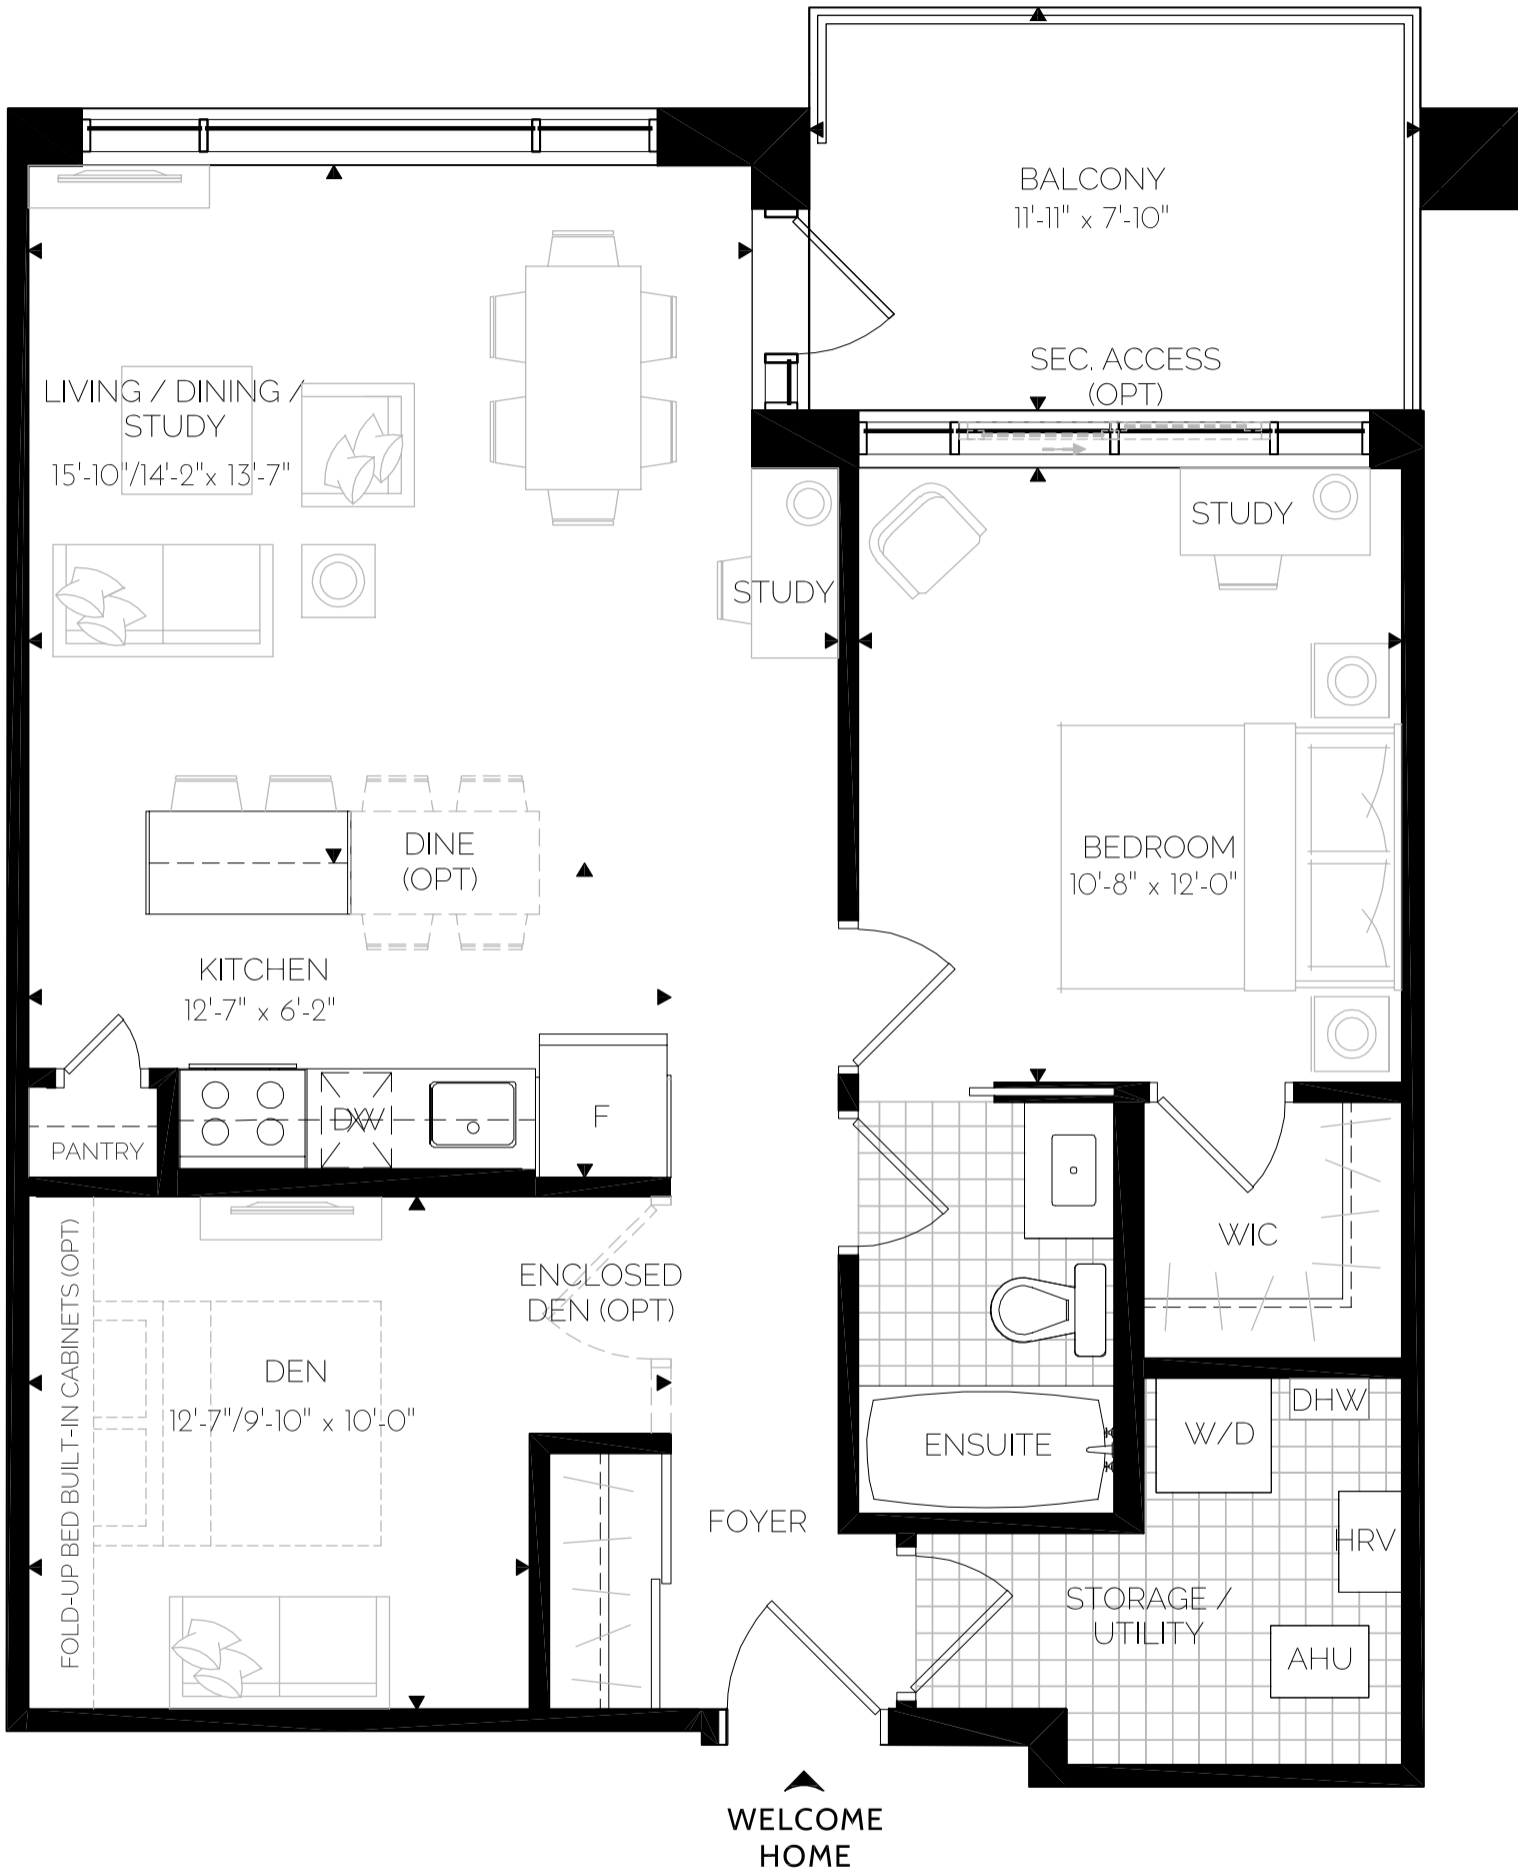 BALCONY
11'-11" x 7'-10"
SEC. ACCESS
(OPT)
LIVING / DINING /
STUDY
15'-10"/14'-2"x 13'-7"
STUDY
STUDY
DINE
(OPT)
BEDROOM
10'-8" x 12'-0"
KITCHEN
12'-7" x 6'-2"
DW
F
PANTRY
WIC
ENCLOSED
DEN (OPT)
FOLD-UP BED BUILT-IN CABINETS (OPT)
DEN
12'-7"/9'-10" x 10'-0"
DHW
W/D
ENSUITE
FOYER
HRV
STORAGE /
UTILITY
AHU
WELCOME
HOME